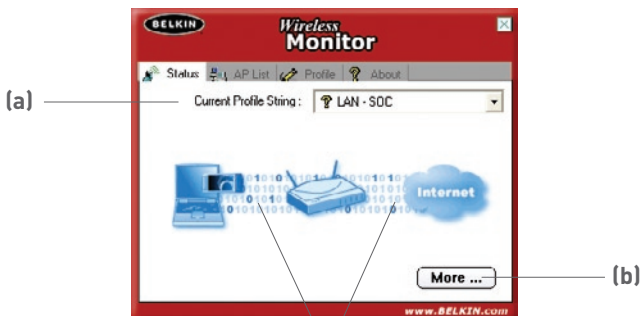 BELKIN
Wireless
Monitor
Status AP List Profile About
(a)
Current Profile String : ? LAN - SOC
Internet
More ...
(b)
www.BELKIN.com